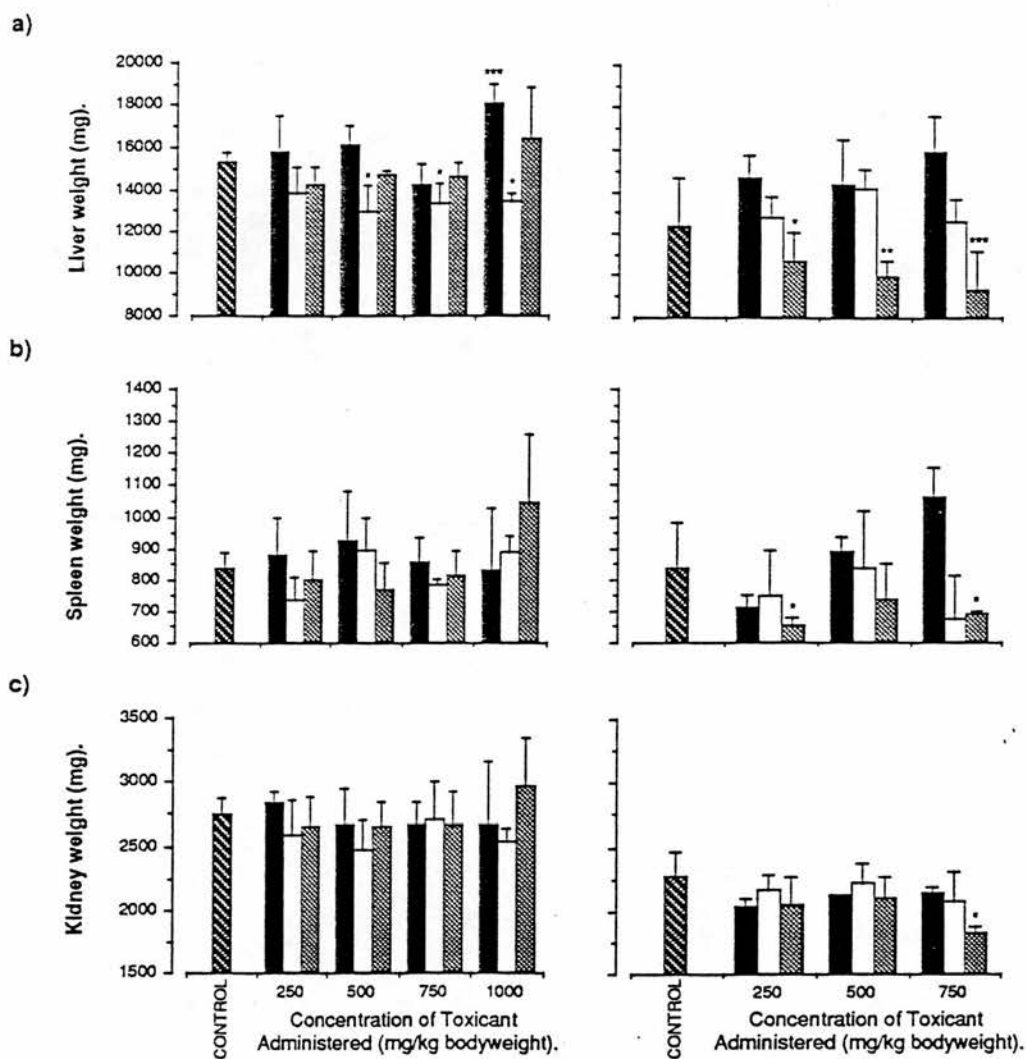 a)
Liver weight (mg).
20000
18000
16000
14000
12000
10000
8000
***
*
*
*
*
**
***
b)
Spleen weight (mg).
1400
1300
1200
1100
1000
900
800
700
600
*
*
c)
Kidney weight (mg).
3500
3000
2500
2000
1500
*
CONTROL
250 500 750 1000
Concentration of Toxicant
Administered (mg/kg bodyweight).
CONTROL
250 500 750
Concentration of Toxicant
Administered (mg/kg bodyweight).